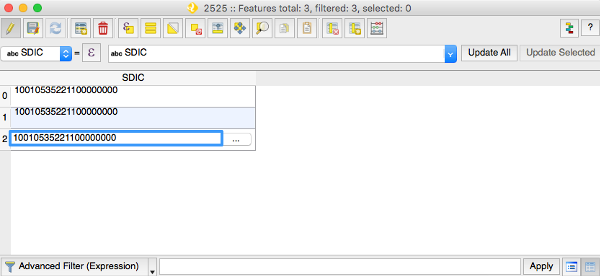 2525 :: Features total: 3, filtered: 3, selected: 0
?
abc SDIC = ε abc SDIC Update All Update Selected
SDIC
0 10010535221100000000
1 10010535221100000000
2 10010535221100000000 ...
Advanced Filter (Expression) Apply